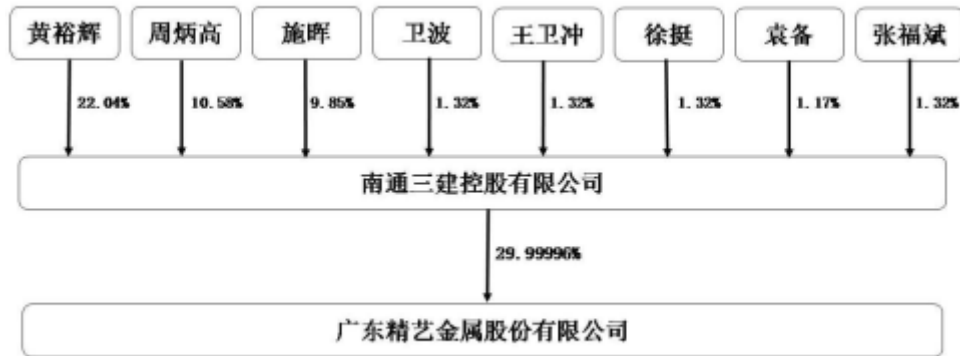 黄裕辉 周炳高 施晖 卫波 王卫冲 徐挺 袁备 张福斌
22.04% 10.58% 9.85% 1.32% 1.32% 1.32% 1.17% 1.32%
南通三建控股有限公司
29.99996%
广东精艺金属股份有限公司